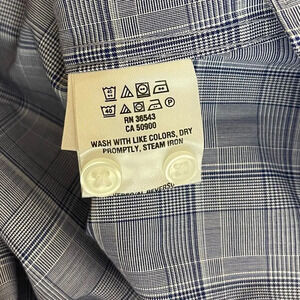 40
P
RN 36543
CA 50900
WASH WITH LIKE COLORS, DRY
PROMPTLY, STEAM IRON